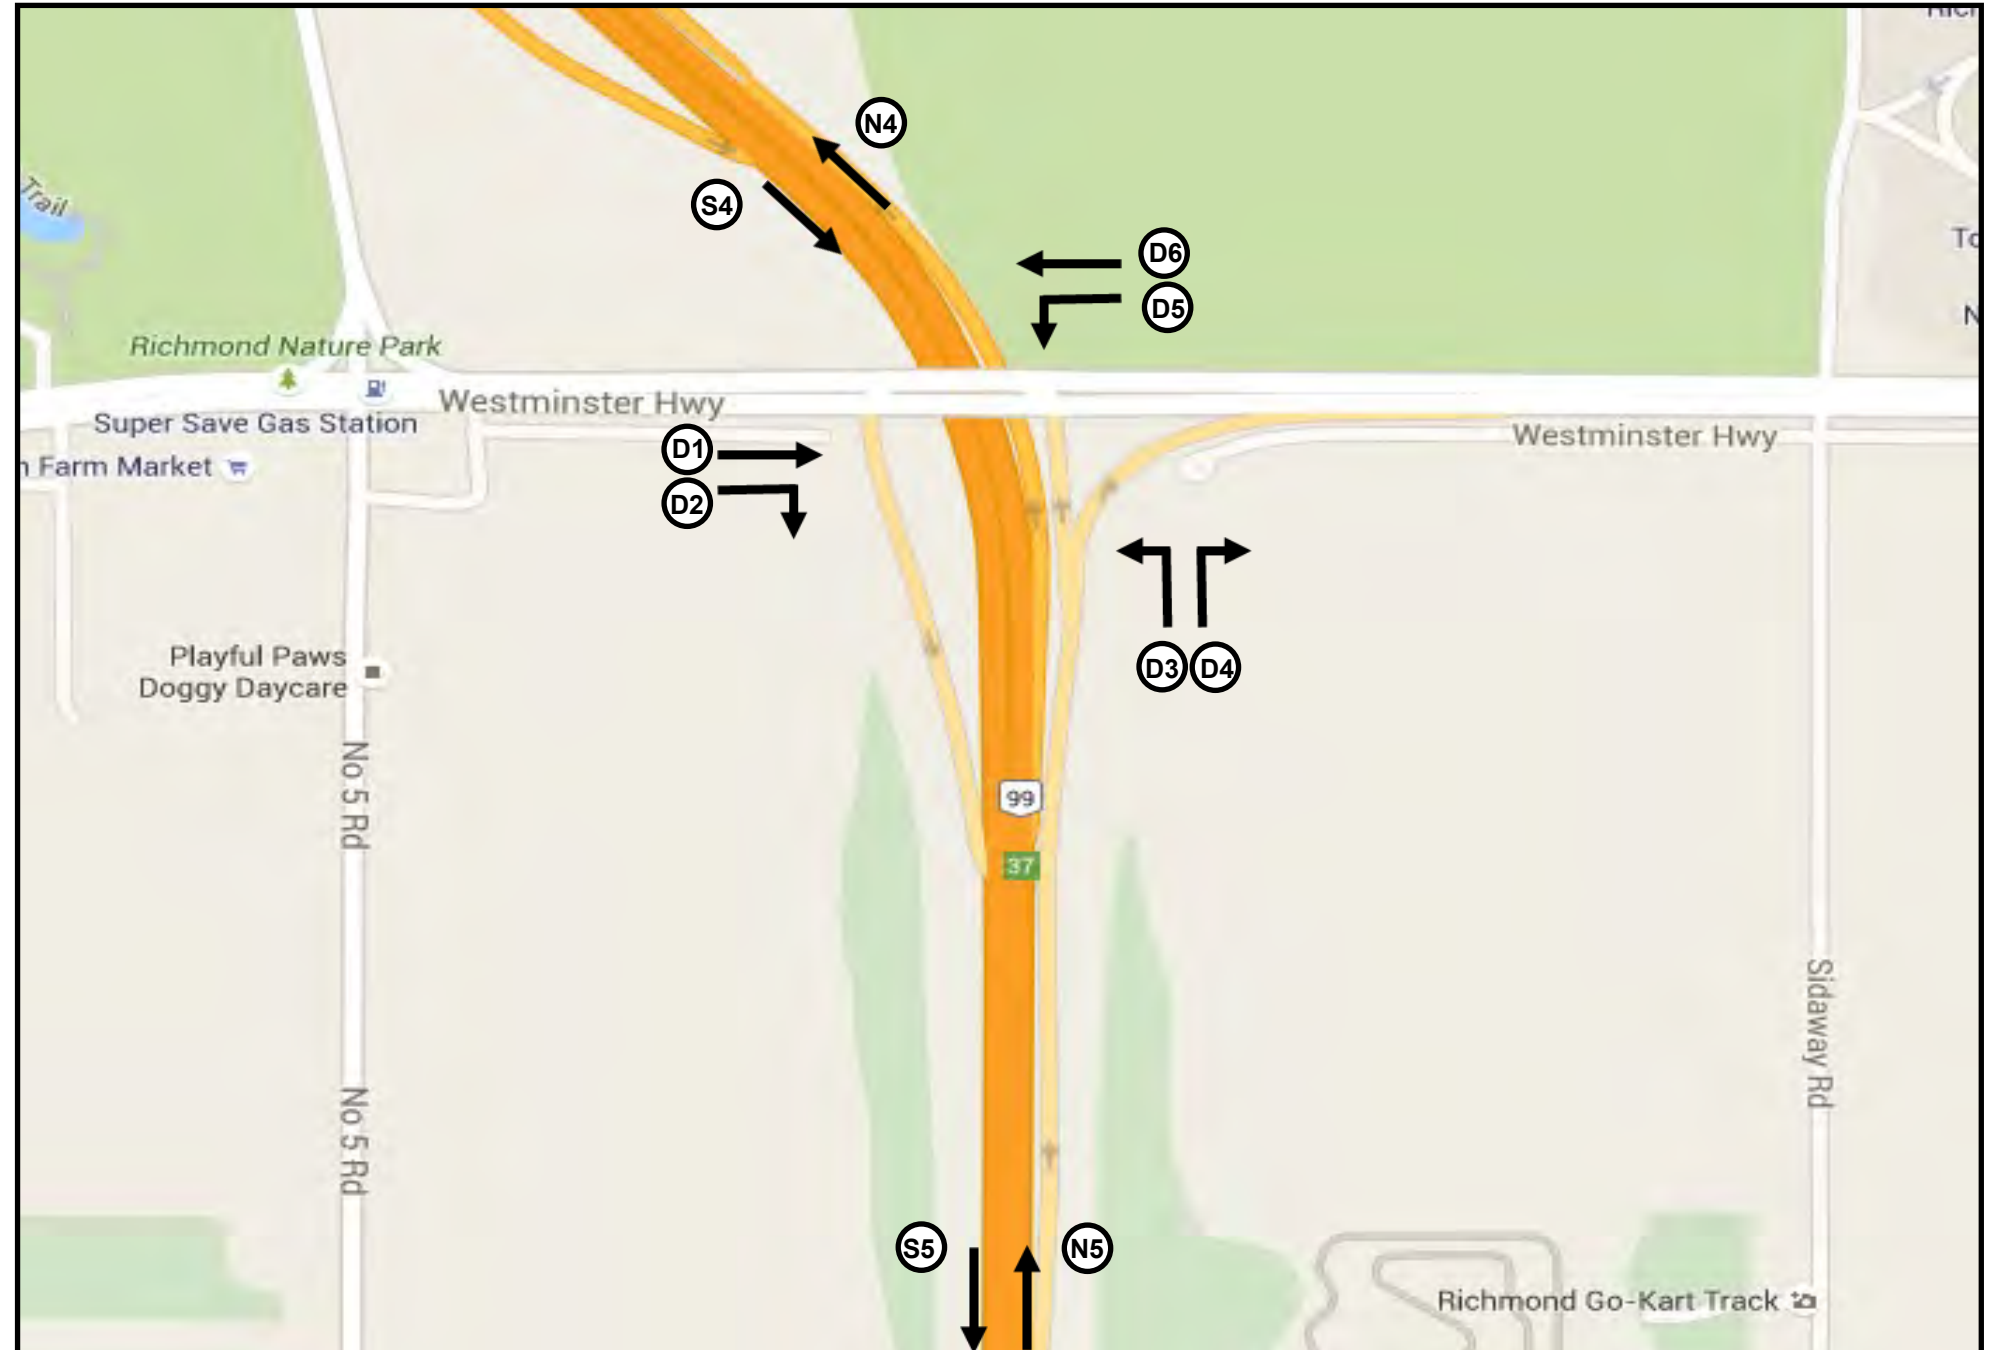 N4
Trail
S4
D6
D5
Richmond Nature Park
Westminster Hwy
Super Save Gas Station
Westminster Hwy
D1
Farm Market
D2
Playful Paws
Doggy Daycare
D3
D4
No 5 Rd
99
37
Sidaway Rd
No 5 Rd
S5
N5
Richmond Go-Kart Track